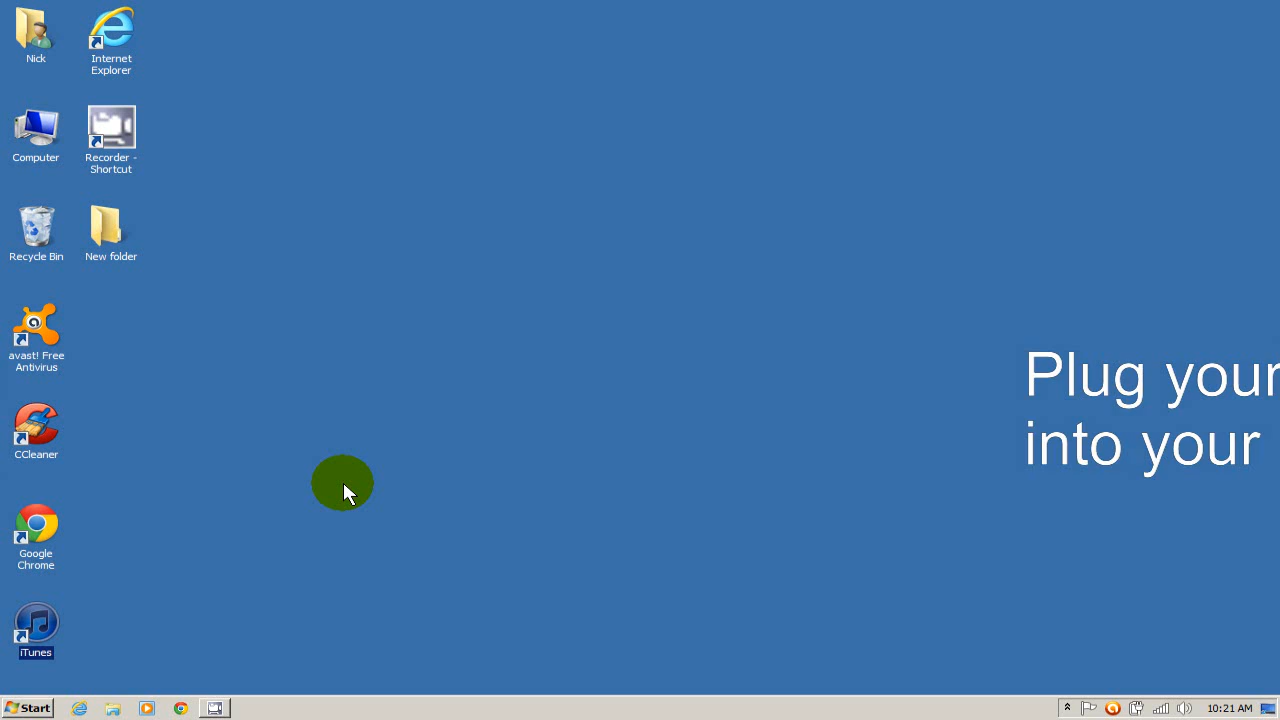 Nick
Internet
Explorer
Computer
Recorder -
Shortcut
Recycle Bin
New folder
avast! Free
Antivirus
CCleaner
Google
Chrome
iTunes
Plug your
into your
Start
10:21 AM